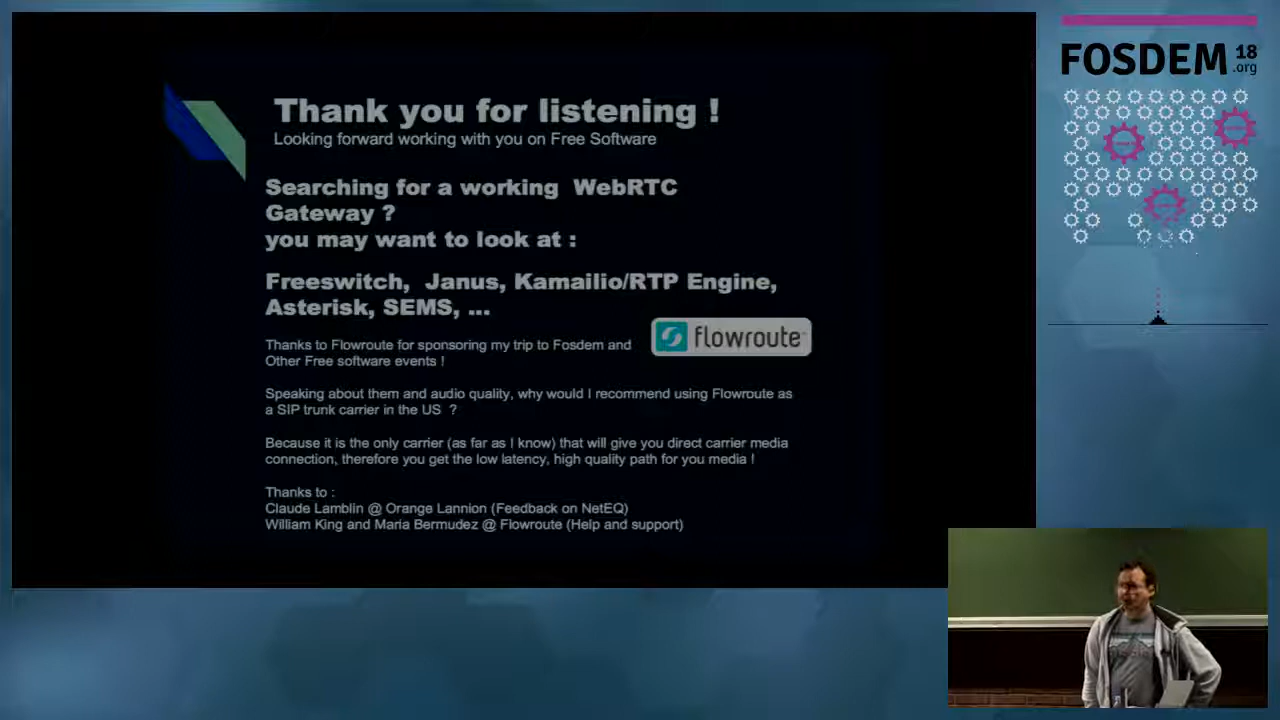 Thank you for listening !
Looking forward working with you on Free Software
Searching for a working WebRTC
Gateway ?
you may want to look at :
Freeswitch, Janus, Kamailio/RTP Engine,
Asterisk, SEMS, ...
Thanks to Flowroute for sponsoring my trip to Fosdem and
Other Free software events !
flowroute
Speaking about them and audio quality, why would I recommend using Flowroute as
a SIP trunk carrier in the US ?
Because it is the only carrier (as far as I know) that will give you direct carrier media
connection, therefore you get the low latency, high quality path for you media !
Thanks to :
Claude Lamblin @ Orange Lannion (Feedback on NetEQ)
William King and Maria Bermudez @ Flowroute (Help and support)
FOSDEM 18
.org